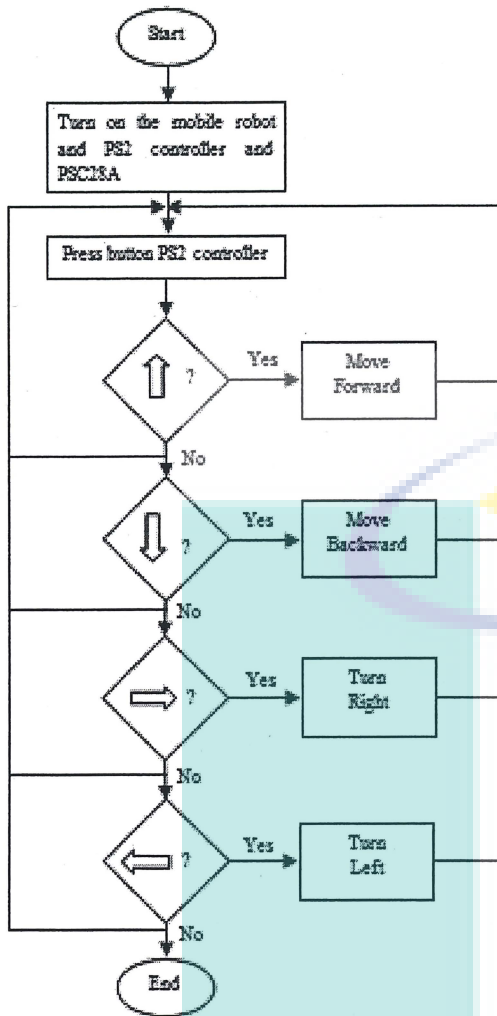 Start
Turn on the mobile robot
and PS2 controller and
PSC28A
Press button PS2 controller
? Yes Move
Forward
No
? Yes Move
Backward
No
? Yes Turn
Right
No
? Yes Turn
Left
No
End